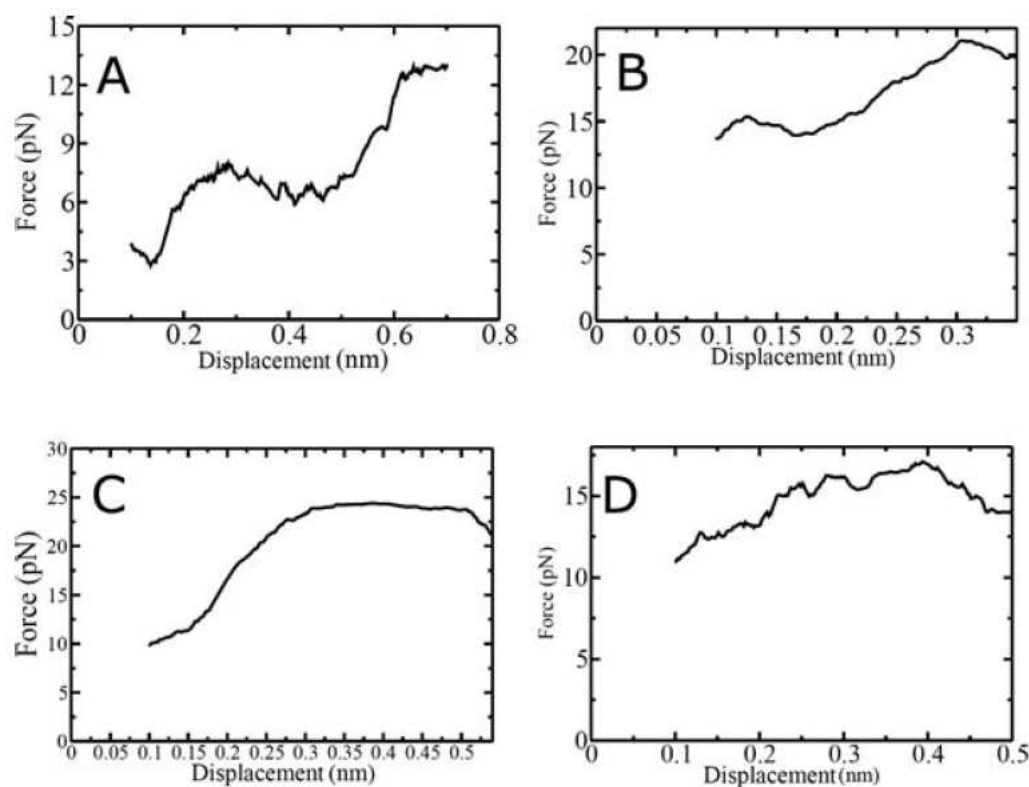 A
Force (pN)
15
12
9
6
3
0
0 0.2 0.4 0.6 0.8
Displacement (nm)
B
Force (pN)
20
15
10
5
0
0 0.05 0.1 0.15 0.2 0.25 0.3
Displacement (nm)
C
Force (pN)
30
25
20
15
10
5
0
0 0.05 0.1 0.15 0.2 0.25 0.3 0.35 0.4 0.45 0.5
Displacement (nm)
D
Force (pN)
15
10
5
0
0 0.1 0.2 0.3 0.4 0.5
Displacement (nm)